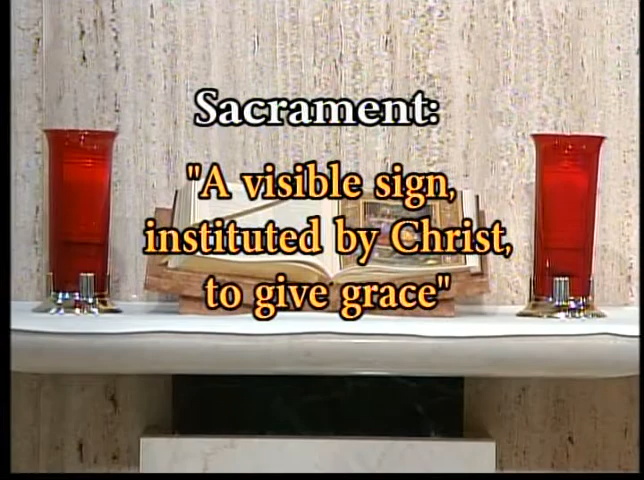 Sacrament:
"A visible sign,
instituted by Christ,
to give grace"